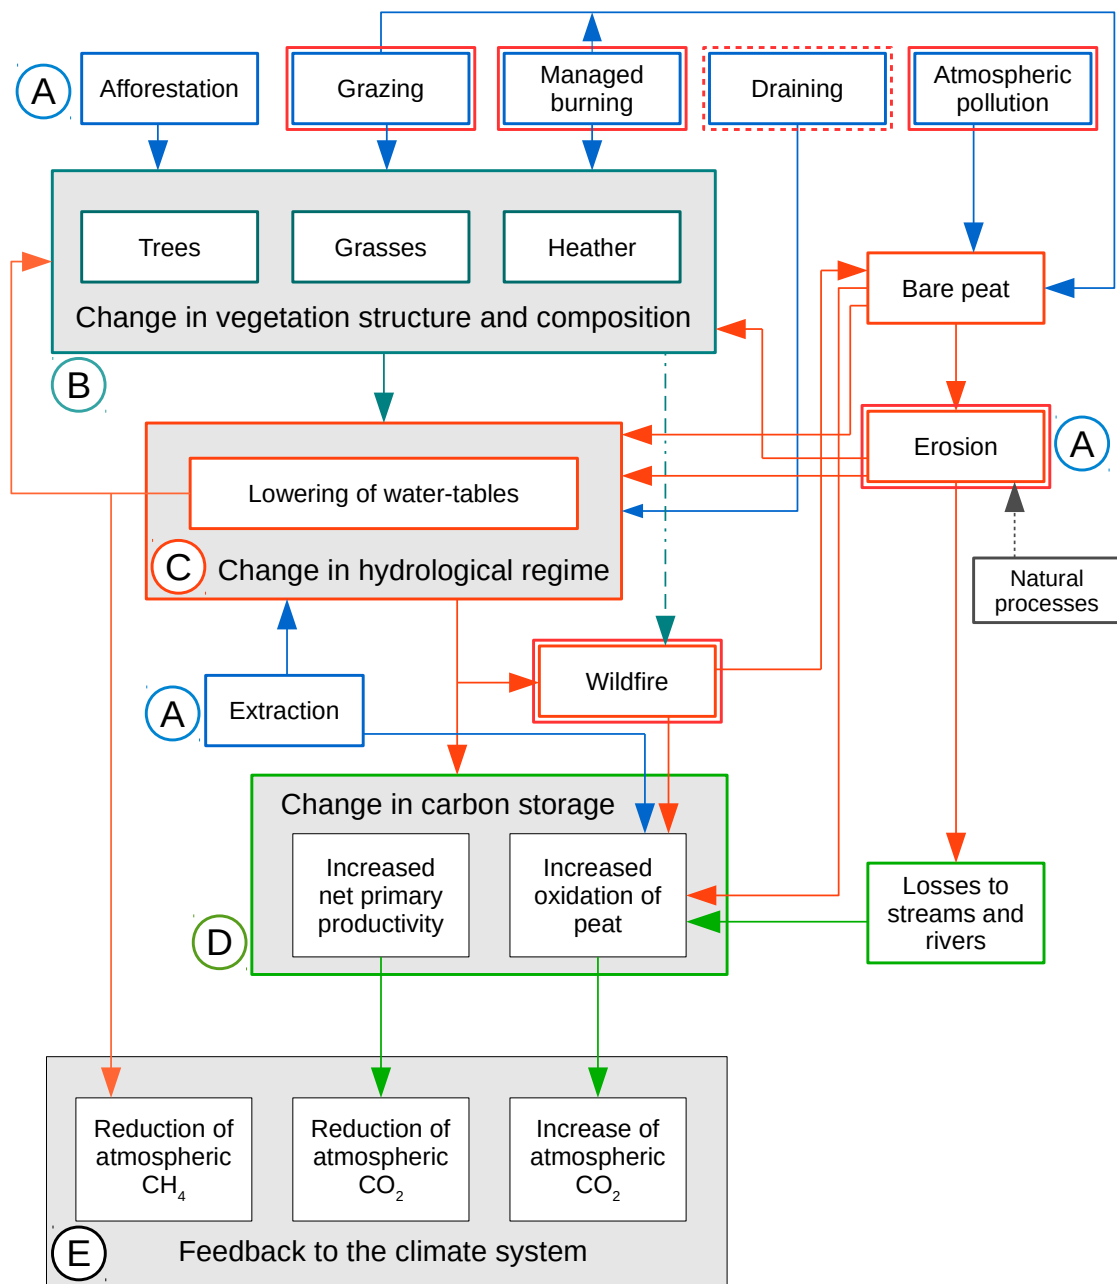 A
Afforestation
Grazing
Managed
burning
Draining
Atmospheric
pollution
Trees
Grasses
Heather
Change in vegetation structure and composition
B
Bare peat
Erosion
A
Lowering of water-tables
C
Change in hydrological regime
Natural
processes
A
Extraction
Wildfire
Change in carbon storage
Increased
net primary
productivity
Increased
oxidation of
peat
D
Losses to
streams and
rivers
Reduction of
atmospheric
CH₄
Reduction of
atmospheric
CO₂
Increase of
atmospheric
CO₂
E
Feedback to the climate system